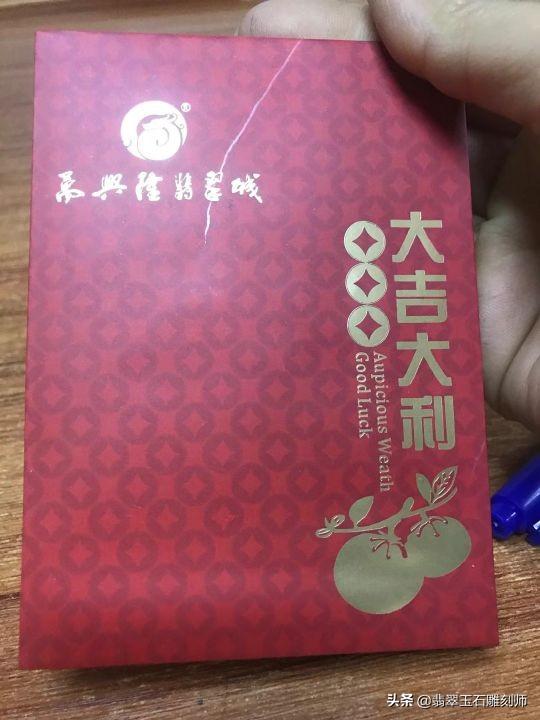 萬興隆翡翠城
大吉大利
Aupicious Weath
Good Luck
头条 @翡翠玉石雕刻师